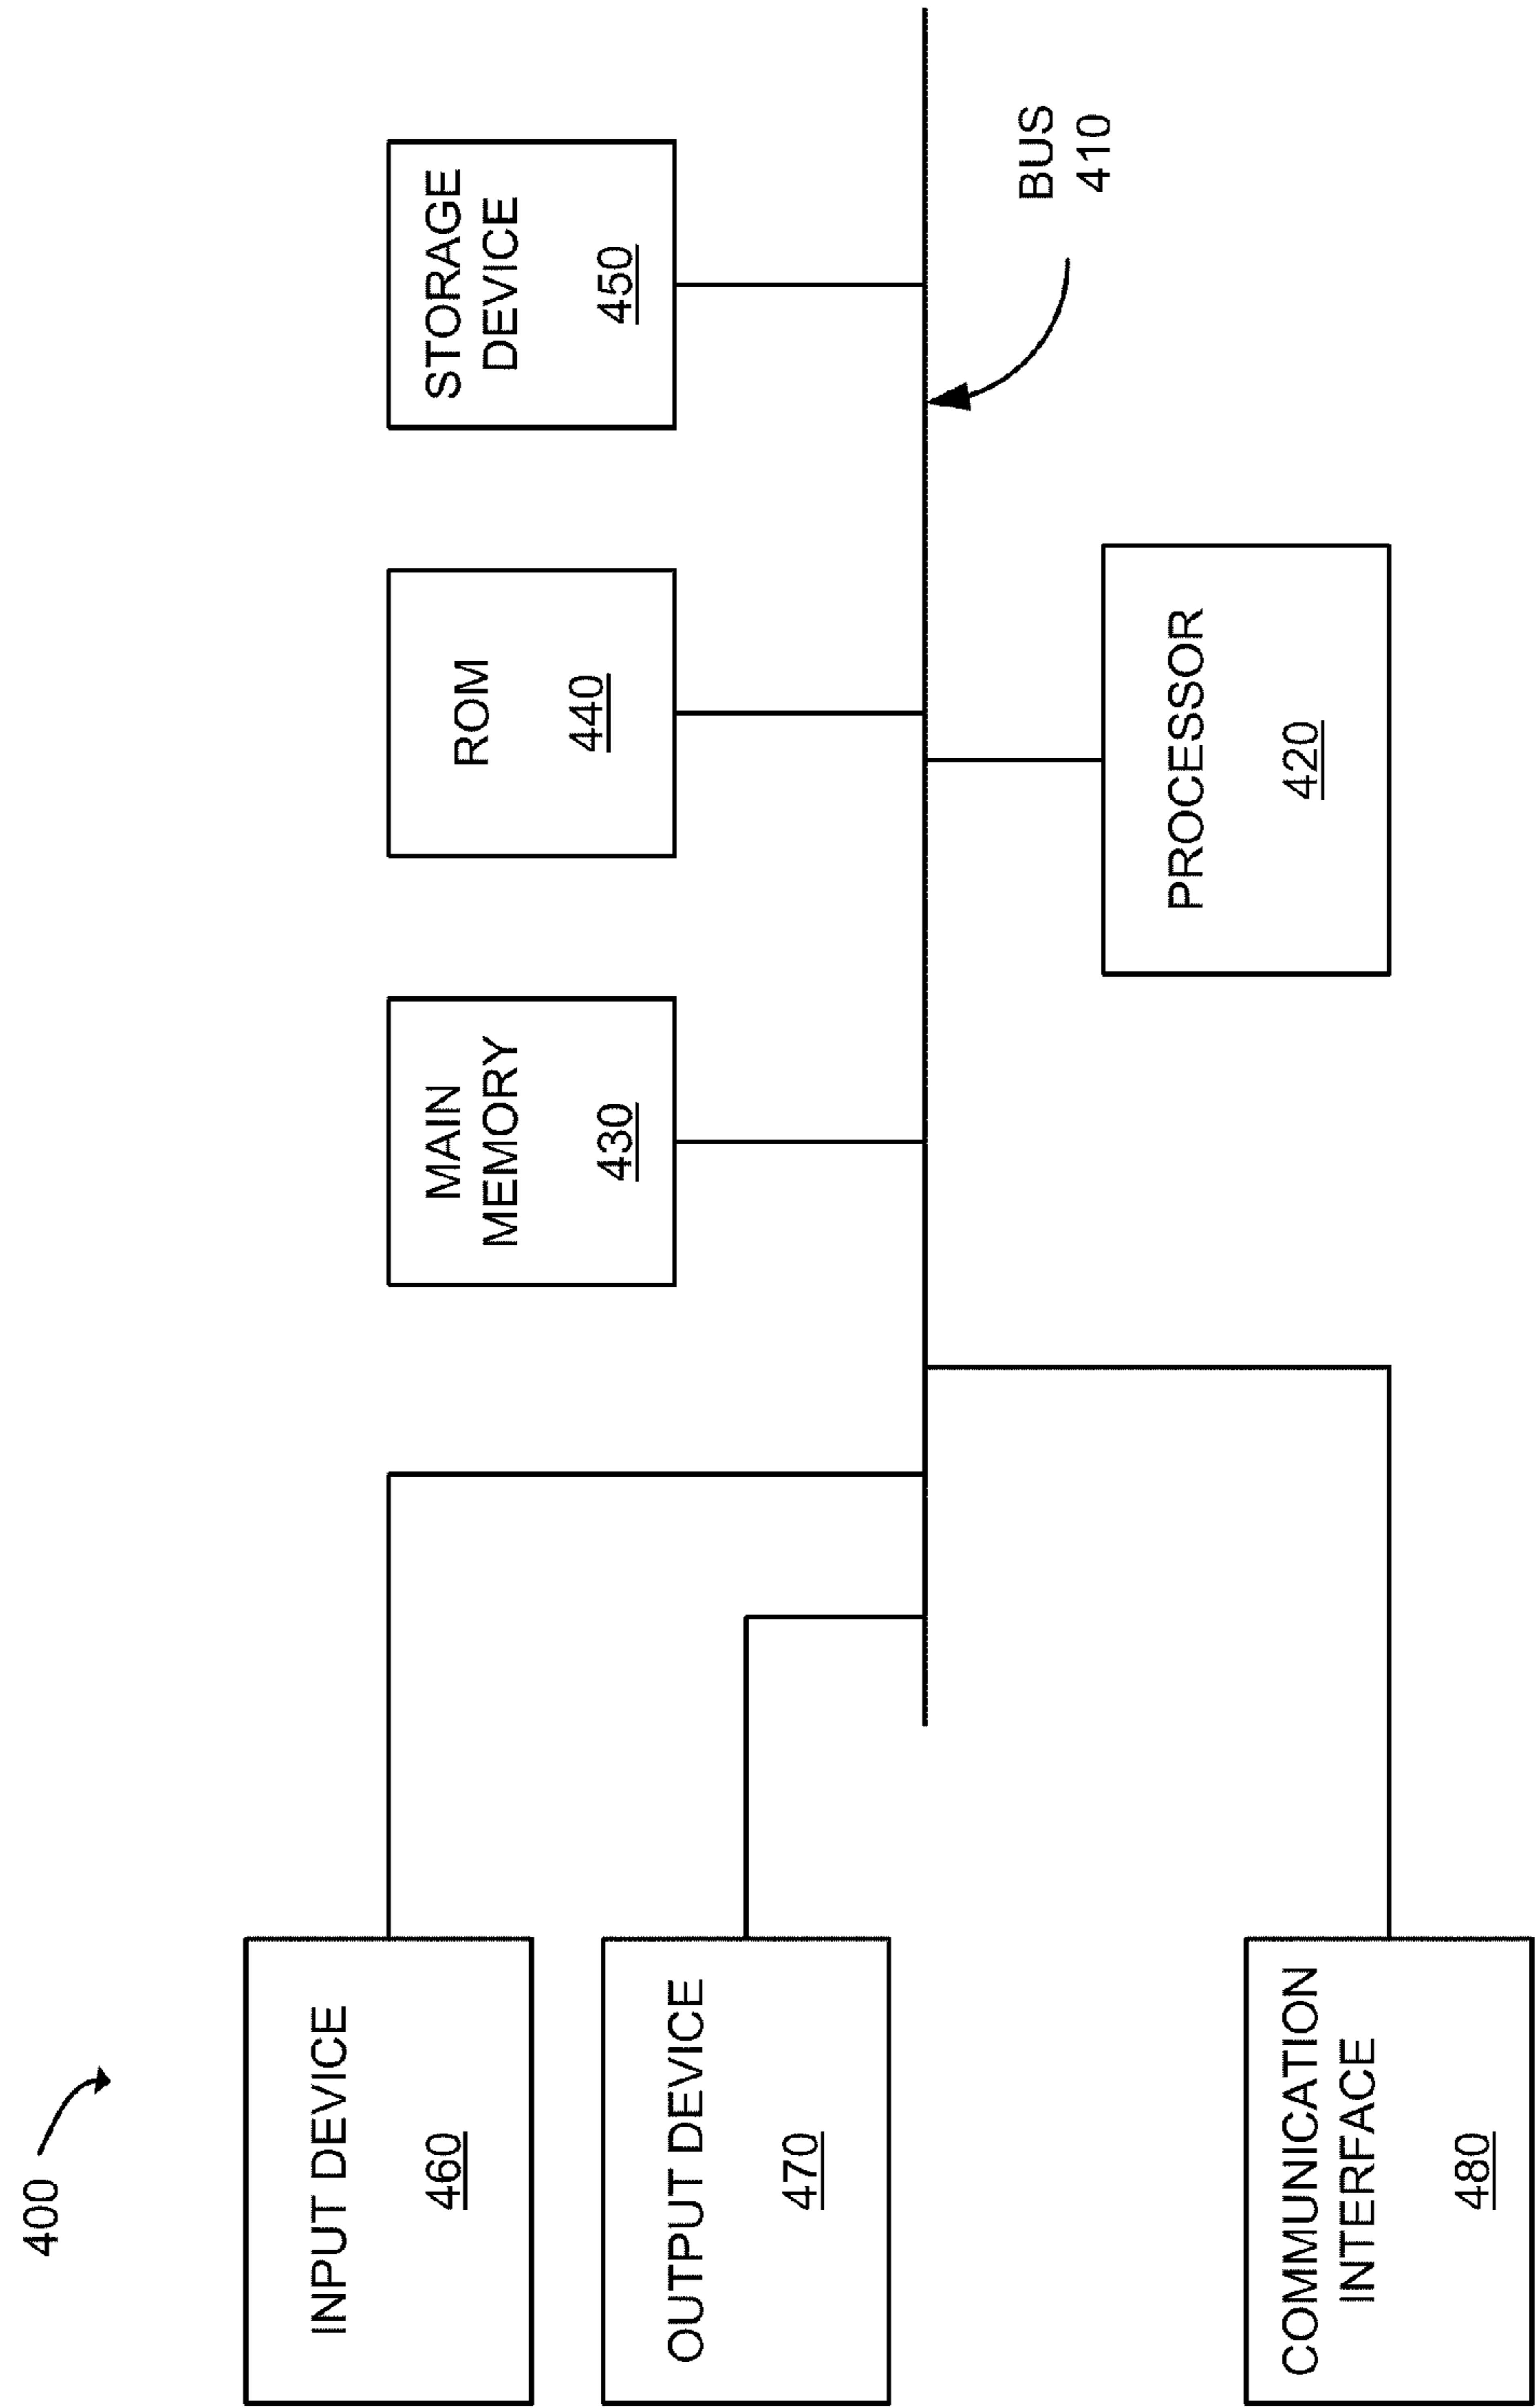 400
INPUT DEVICE
460
OUTPUT DEVICE
470
COMMUNICATION
INTERFACE
480
MAIN
MEMORY
430
ROM
440
STORAGE
DEVICE
450
PROCESSOR
420
BUS
410